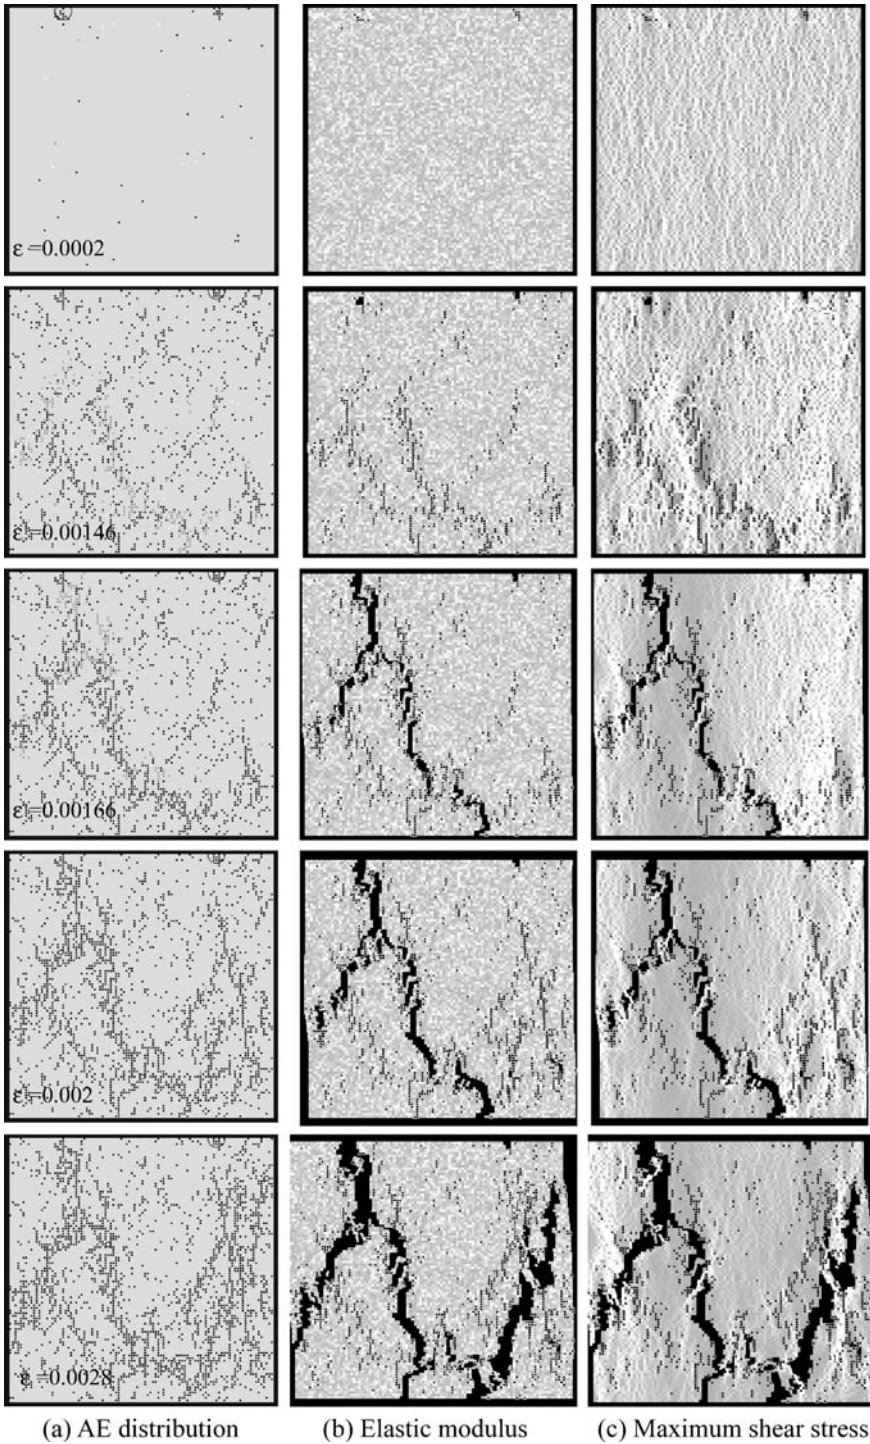 ε =0.0002
ε =0.00146
ε =0.00166
ε =0.002
ε =0.0028
(a) AE distribution (b) Elastic modulus (c) Maximum shear stress